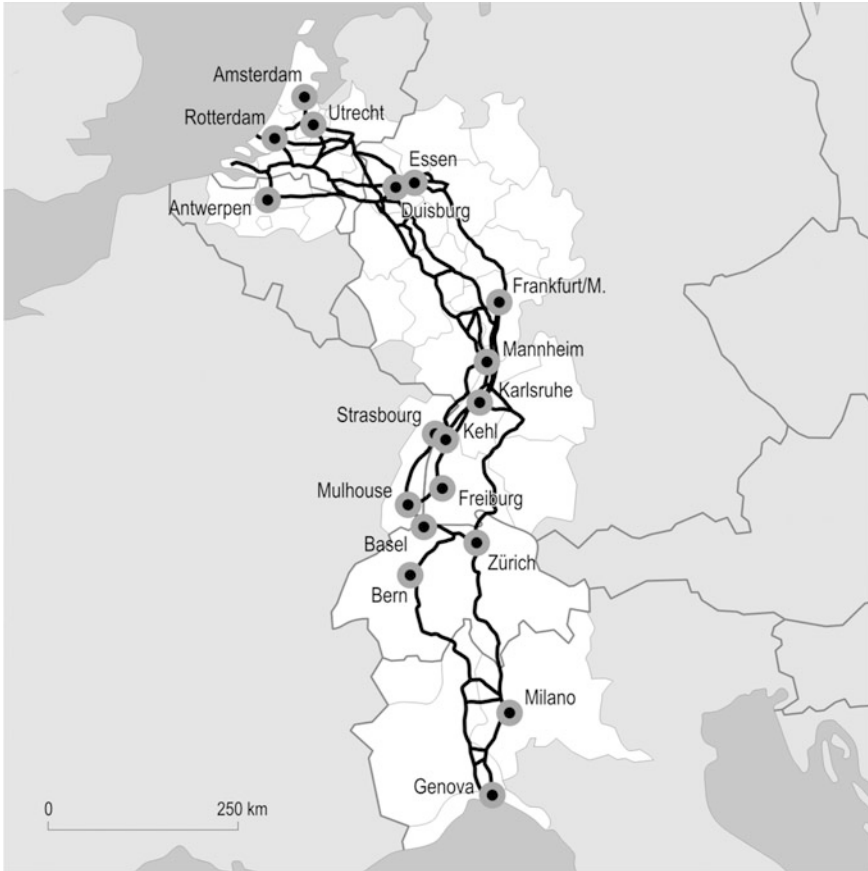 Amsterdam
Rotterdam
Utrecht
Essen
Antwerpen
Duisburg
Frankfurt/M.
Mannheim
Karlsruhe
Strasbourg
Kehl
Mulhouse
Freiburg
Basel
Zürich
Bern
Milano
Genova
0 250 km